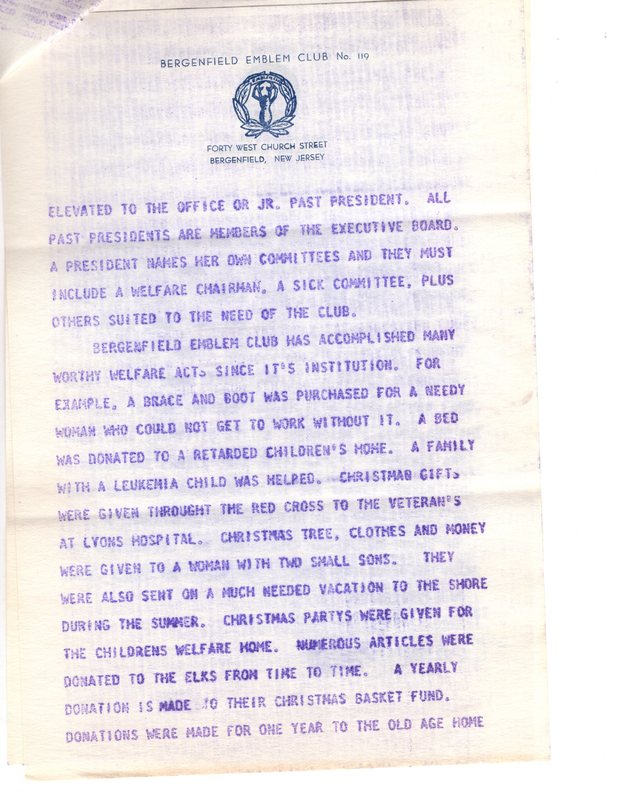 BERGENFIELD EMBLEM CLUB No. 119
FORTY WEST CHURCH STREET
BERGENFIELD, NEW JERSEY
ELEVATED TO THE OFFICE OR JR. PAST PRESIDENT. ALL
PAST PRESIDENTS ARE MEMBERS OF THE EXECUTIVE BOARD.
A PRESIDENT NAMES HER OWN COMMITTEES AND THEY MUST
INCLUDE A WELFARE CHAIRMAN, A SICK COMMITTEE, PLUS
OTHERS SUITED TO THE NEED OF THE CLUB.
BERGENFIELD EMBLEM CLUB HAS ACCOMPLISHED MANY
WORTHY WELFARE ACTS SINCE IT'S INSTITUTION. FOR
EXAMPLE, A BRACE AND BOOT WAS PURCHASED FOR A NEEDY
WOMAN WHO COULD NOT GET TO WORK WITHOUT IT. A BED
WAS DONATED TO A RETARDED CHILDREN'S HOME. A FAMILY
WITH A LEUKEMIA CHILD WAS HELPED. CHRISTMAS GIFTS
WERE GIVEN THROUGHT THE RED CROSS TO THE VETERAN'S
AT LYONS HOSPITAL. CHRISTMAS TREE, CLOTHES AND MONEY
WERE GIVEN TO A WOMAN WITH TWO SMALL SONS. THEY
WERE ALSO SENT ON A MUCH NEEDED VACATION TO THE SHORE
DURING THE SUMMER. CHRISTMAS PARTYS WERE GIVEN FOR
THE CHILDRENS WELFARE HOME. NUMEROUS ARTICLES WERE
DONATED TO THE ELKS FROM TIME TO TIME. A YEARLY
DONATION IS MADE TO THEIR CHRISTMAS BASKET FUND.
DONATIONS WERE MADE FOR ONE YEAR TO THE OLD AGE HOME